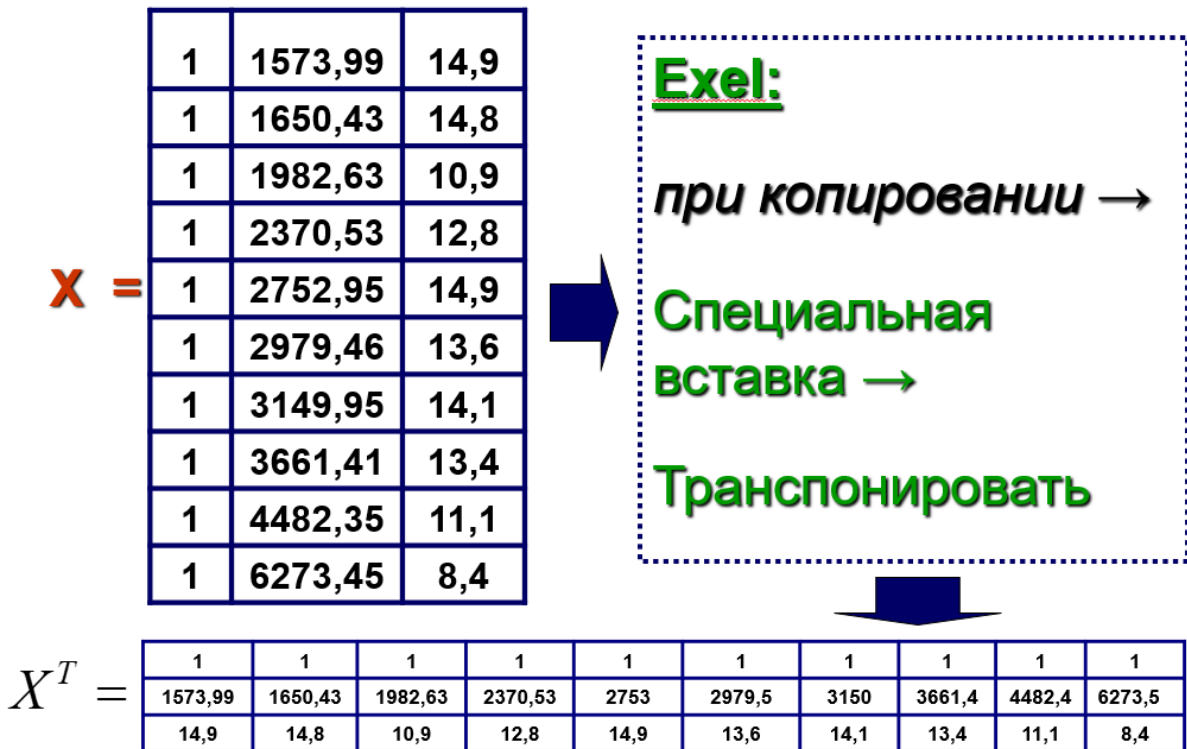 1 1573,99 14,9
1 1650,43 14,8
1 1982,63 10,9
1 2370,53 12,8
X = 1 2752,95 14,9
1 2979,46 13,6
1 3149,95 14,1
1 3661,41 13,4
1 4482,35 11,1
1 6273,45 8,4
Exel:
при копировании →
Специальная
вставка →
Транспонировать
X^T =
1 1 1 1 1 1 1 1 1 1
1573,99 1650,43 1982,63 2370,53 2753 2979,5 3150 3661,4 4482,4 6273,5
14,9 14,8 10,9 12,8 14,9 13,6 14,1 13,4 11,1 8,4